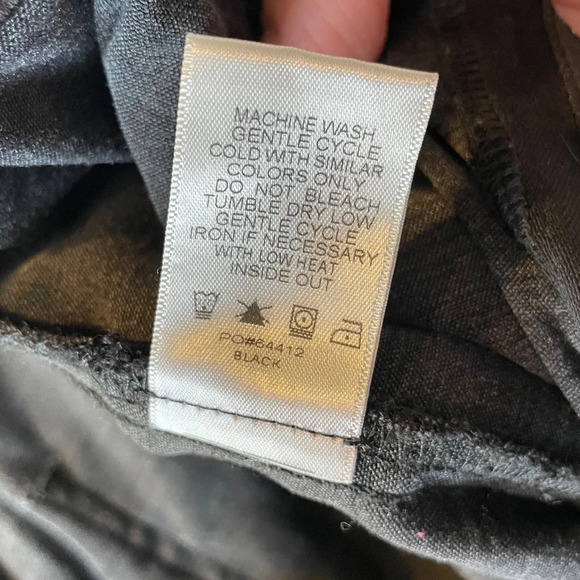 MACHINE WASH
GENTLE CYCLE
COLD WITH SIMILAR
COLORS ONLY
DO NOT BLEACH
TUMBLE DRY LOW
GENTLE CYCLE
IRON IF NECESSARY
WITH LOW HEAT
INSIDE OUT
PO#64412
BLACK